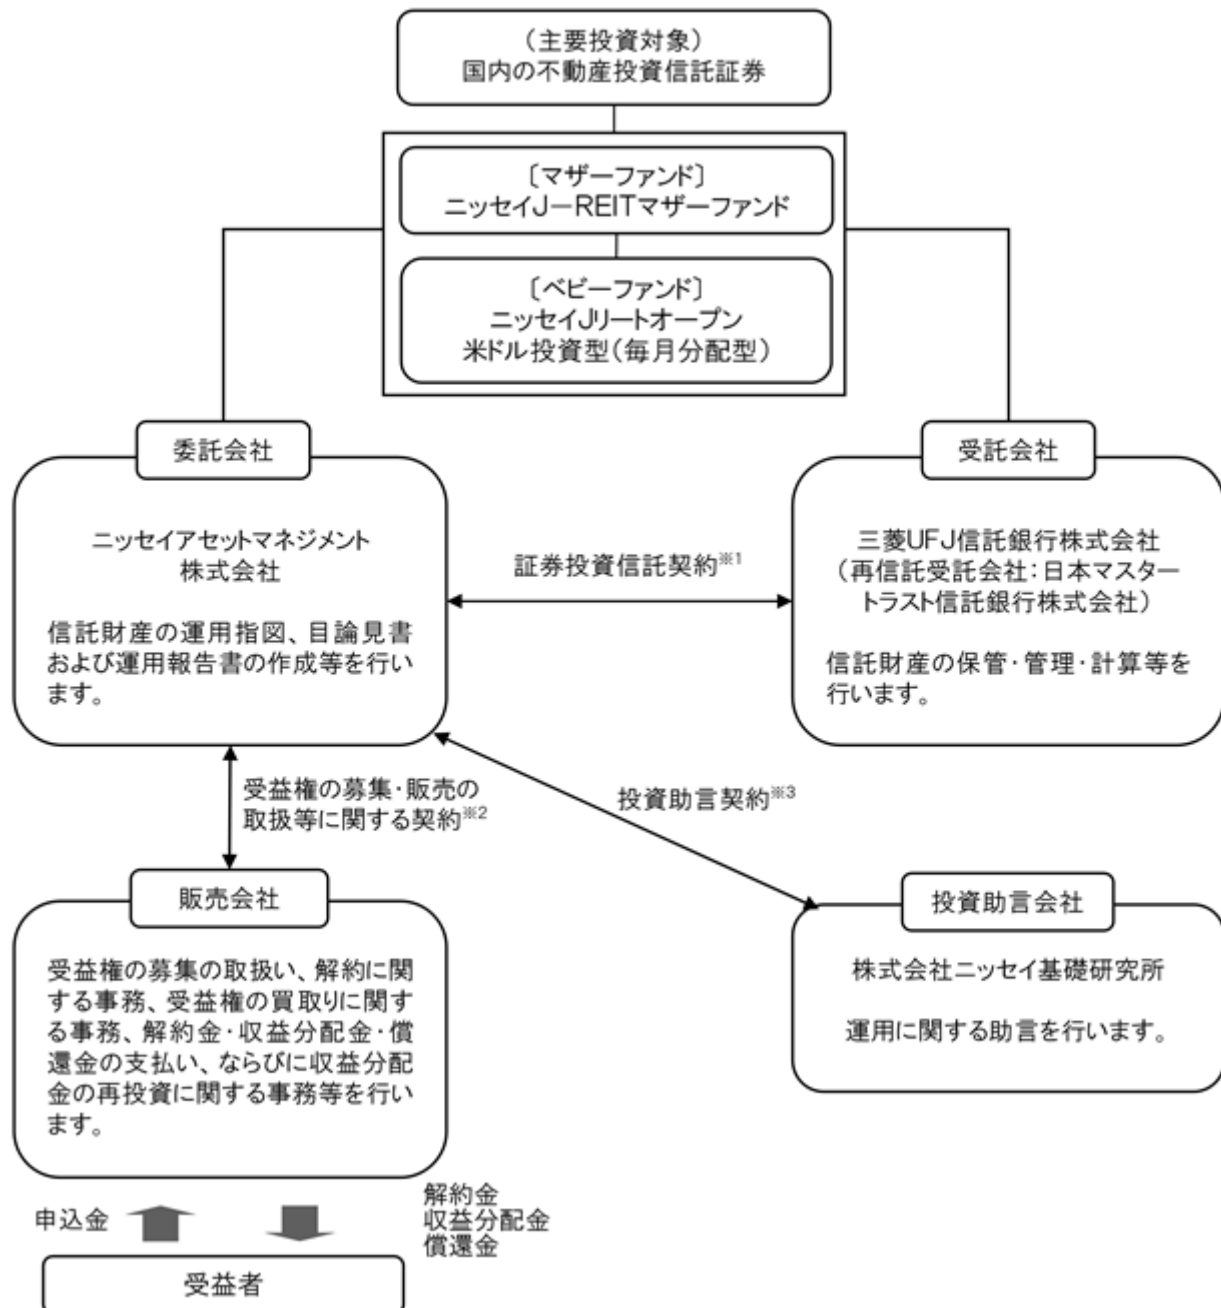 （主要投資対象）
国内の不動産投資信託証券
〔マザーファンド〕
ニッセイJ－REITマザーファンド
〔ベビーファンド〕
ニッセイJリートオープン
米ドル投資型（毎月分配型）
委託会社
ニッセイアセットマネジメント
株式会社
信託財産の運用指図、目論見書
および運用報告書の作成等を行い
ます。
証券投資信託契約※1
受託会社
三菱UFJ信託銀行株式会社
（再信託受託会社：日本マスター
トラスト信託銀行株式会社）
信託財産の保管・管理・計算等を
行います。
受益権の募集・販売の
取扱等に関する契約※2
投資助言契約※3
販売会社
受益権の募集の取扱い、解約に関
する事務、受益権の買取りに関す
る事務、解約金・収益分配金・償
還金の支払い、ならびに収益分配
金の再投資に関する事務等を行い
ます。
投資助言会社
株式会社ニッセイ基礎研究所
運用に関する助言を行います。
申込金
解約金
収益分配金
償還金
受益者